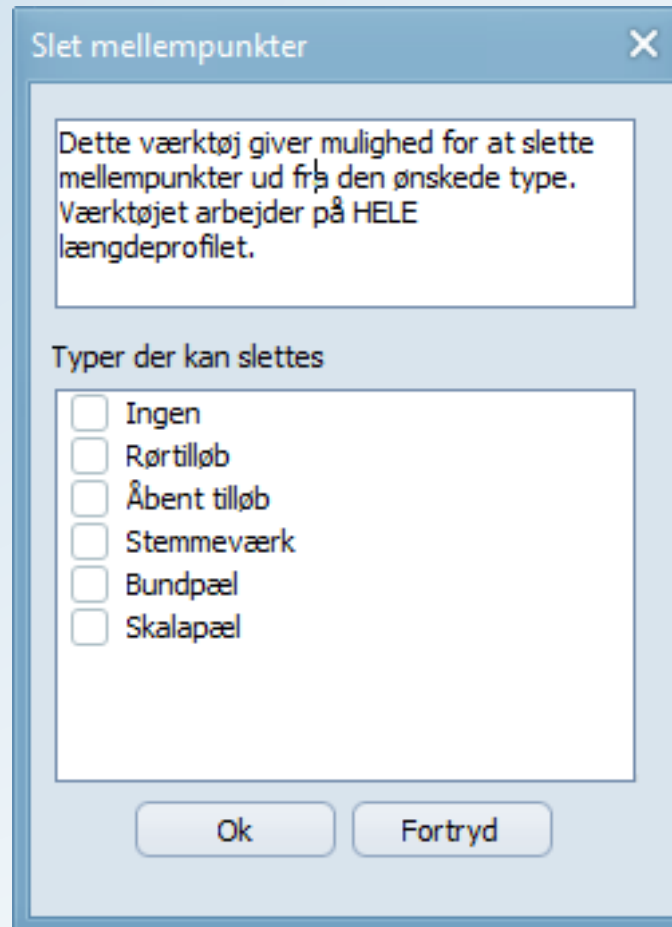 Slet mellempunkter
Dette værktøj giver mulighed for at slette
mellempunkter ud fra den ønskede type.
Værktøjet arbejder på HELE
længdeprofilet.
Typer der kan slettes
Ingen
Rørtilløb
Åbent tilløb
Stemmeværk
Bundpæl
Skalapæl
Ok
Fortryd